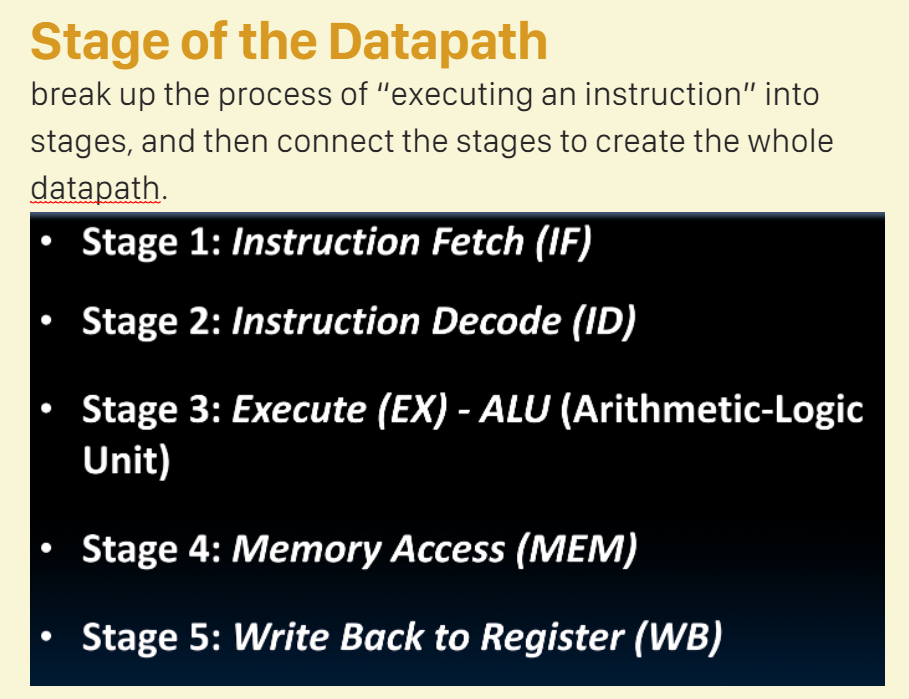 Stage of the Datapath
break up the process of “executing an instruction” into
stages, and then connect the stages to create the whole
datapath.
• Stage 1: Instruction Fetch (IF)
• Stage 2: Instruction Decode (ID)
• Stage 3: Execute (EX) - ALU (Arithmetic-Logic
Unit)
• Stage 4: Memory Access (MEM)
• Stage 5: Write Back to Register (WB)